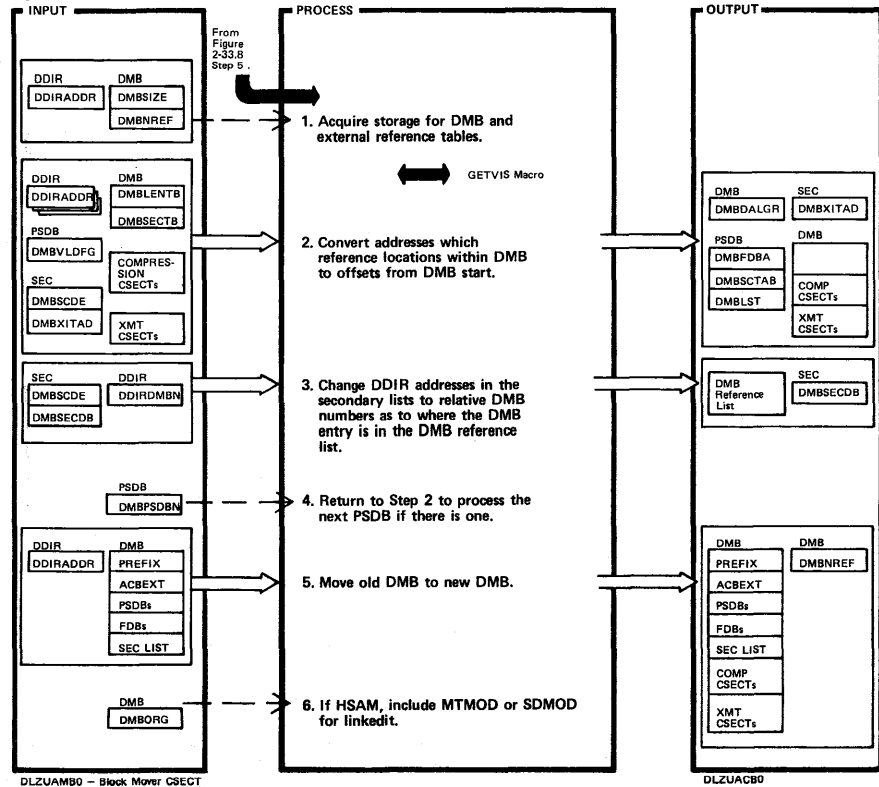 INPUT
PROCESS
OUTPUT
From
Figure
2-33.8
Step 5 .
DDIR
DDIRADDR
DMB
DMBSIZE
DMBNREF
1. Acquire storage for DMB and
external reference tables.
GETVIS Macro
DDIR
DDIRADDR
PSDB
DMBVLDFG
SEC
DMBSCDE
DMBXITAD
DMB
DMBLENTB
DMBSECTB
COMPRES-
SION
CSECTs
XMT
CSECTs
2. Convert addresses which
reference locations within DMB
to offsets from DMB start.
DMB
DMBDALGR
SEC
DMBXITAD
PSDB
DMBFDBA
DMBSCTAB
DMBLST
DMB
COMP
CSECTs
XMT
CSECTs
SEC
DMBSCDE
DMBSECDB
DDIR
DDIRDMBN
3. Change DDIR addresses in the
secondary lists to relative DMB
numbers as to where the DMB
entry is in the DMB reference
list.
DMB
Reference
List
SEC
DMBSECDB
PSDB
DMBPSDBN
4. Return to Step 2 to process the
next PSDB if there is one.
DDIR
DDIRADDR
DMB
PREFIX
ACBEXT
PSDBs
FDBs
SEC LIST
5. Move old DMB to new DMB.
DMB
PREFIX
ACBEXT
PSDBs
FDBs
SEC LIST
COMP
CSECTs
XMT
CSECTs
DMB
DMBNREF
DMB
DMBORG
6. If HSAM, include MTMOD or SDMOD
for linkedit.
DLZUAMB0 – Block Mover CSECT
DLZUACB0